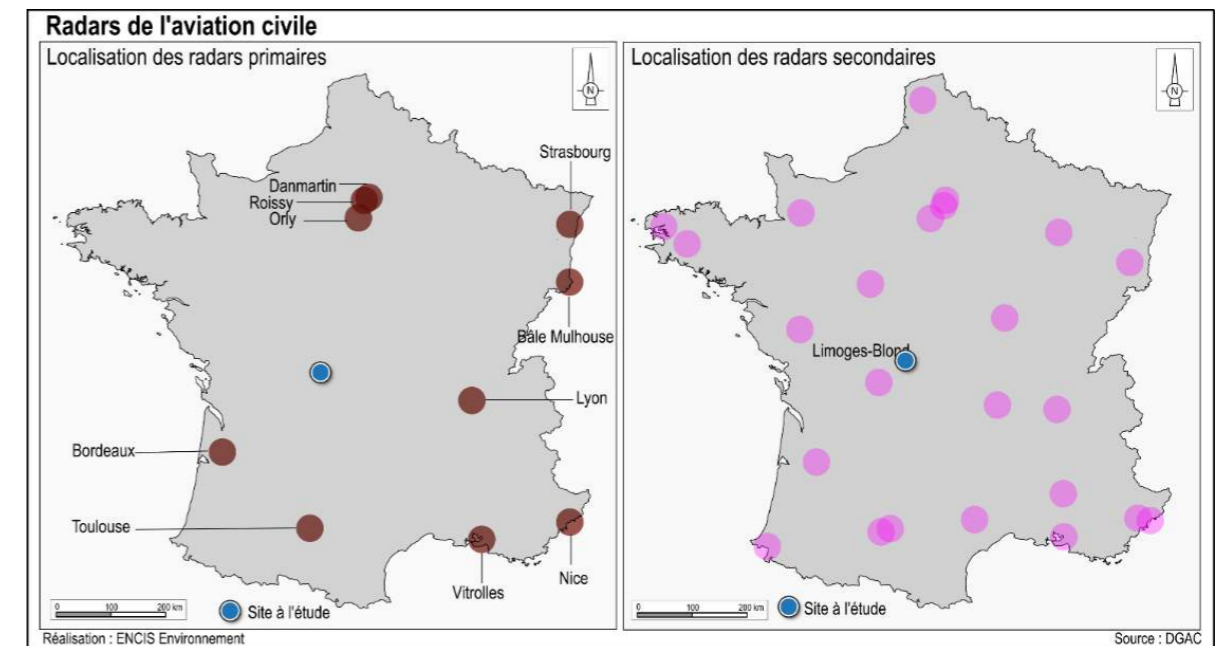 Radars de l'aviation civile
Localisation des radars primaires
N
Strasbourg
Danmartin
Roissy
Orly
Bâle Mulhouse
Lyon
Bordeaux
Toulouse
Nice
Vitrolles
0 100 200 km
Site à l'étude
Localisation des radars secondaires
N
Limoges-Blond
0 100 200 km
Site à l'étude
Réalisation : ENCIS Environnement
Source : DGAC